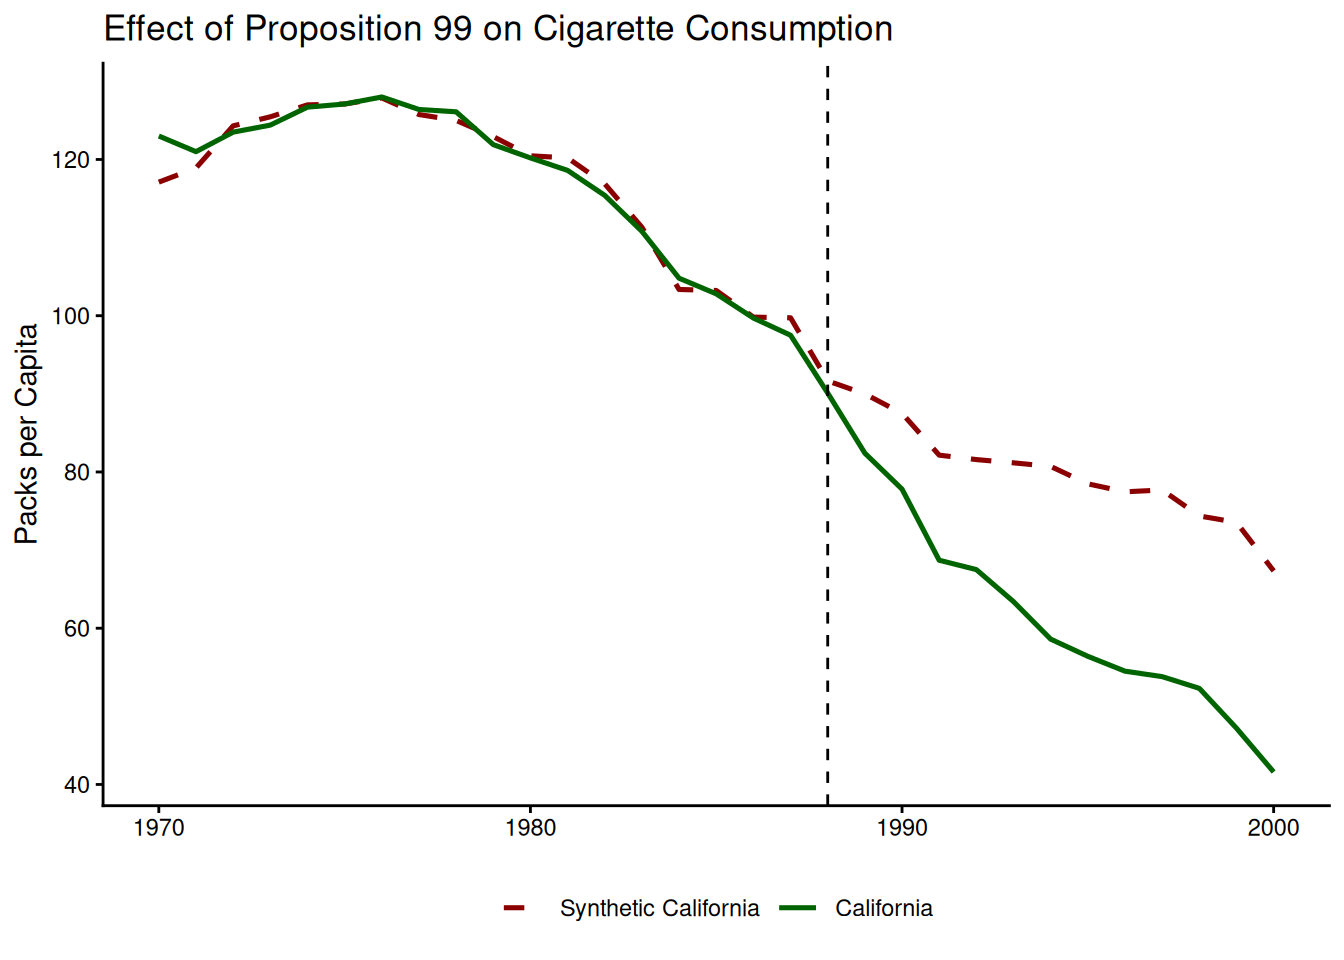 Effect of Proposition 99 on Cigarette Consumption
Packs per Capita
120
100
80
60
40
1970 1980 1990 2000
Synthetic California California